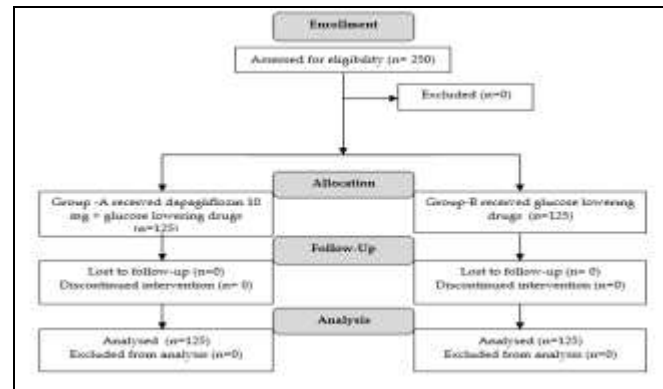 Enrollment
Assessed for eligibility (n= 250)
Excluded (n=0)
Allocation
Group -A received dapagliflozin 10
mg + glucose lowering drugs
(n=125)
Group-B received glucose lowering
drugs (n=125)
Follow-Up
Lost to follow-up (n=0)
Discontinued intervention (n= 0)
Lost to follow-up (n= 0)
Discontinued intervention (n=0)
Analysis
Analysed (n=125)
Excluded from analysis (n=0)
Analysed (n=125)
Excluded from analysis (n=0)